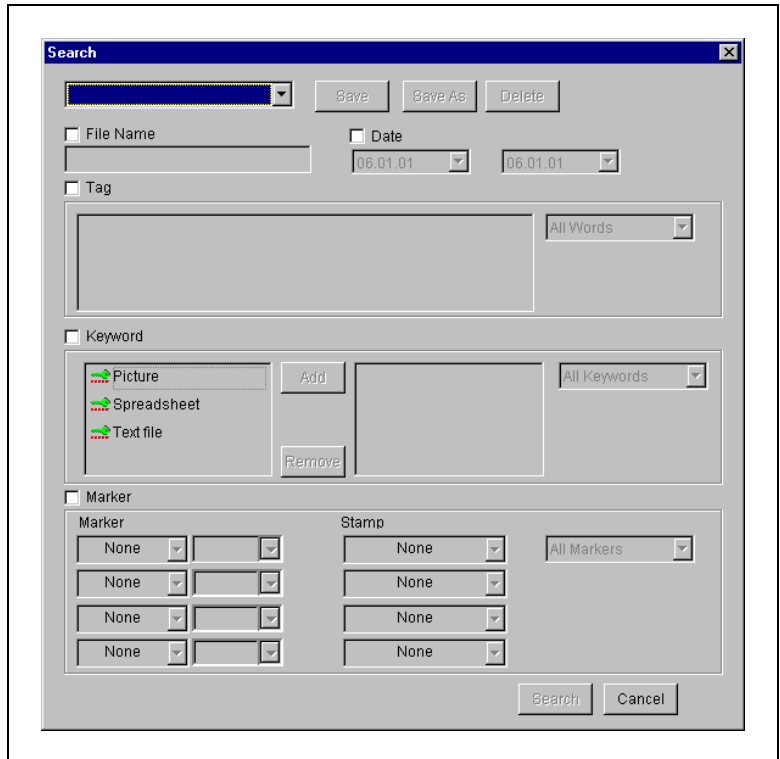 Search
Save Save As Delete
File Name Date
06.01.01 06.01.01
Tag
All Words
Keyword
Picture Add All Keywords
Spreadsheet
Text file
Remove
Marker
Marker Stamp
None None All Markers
None None
None None
None None
Search Cancel